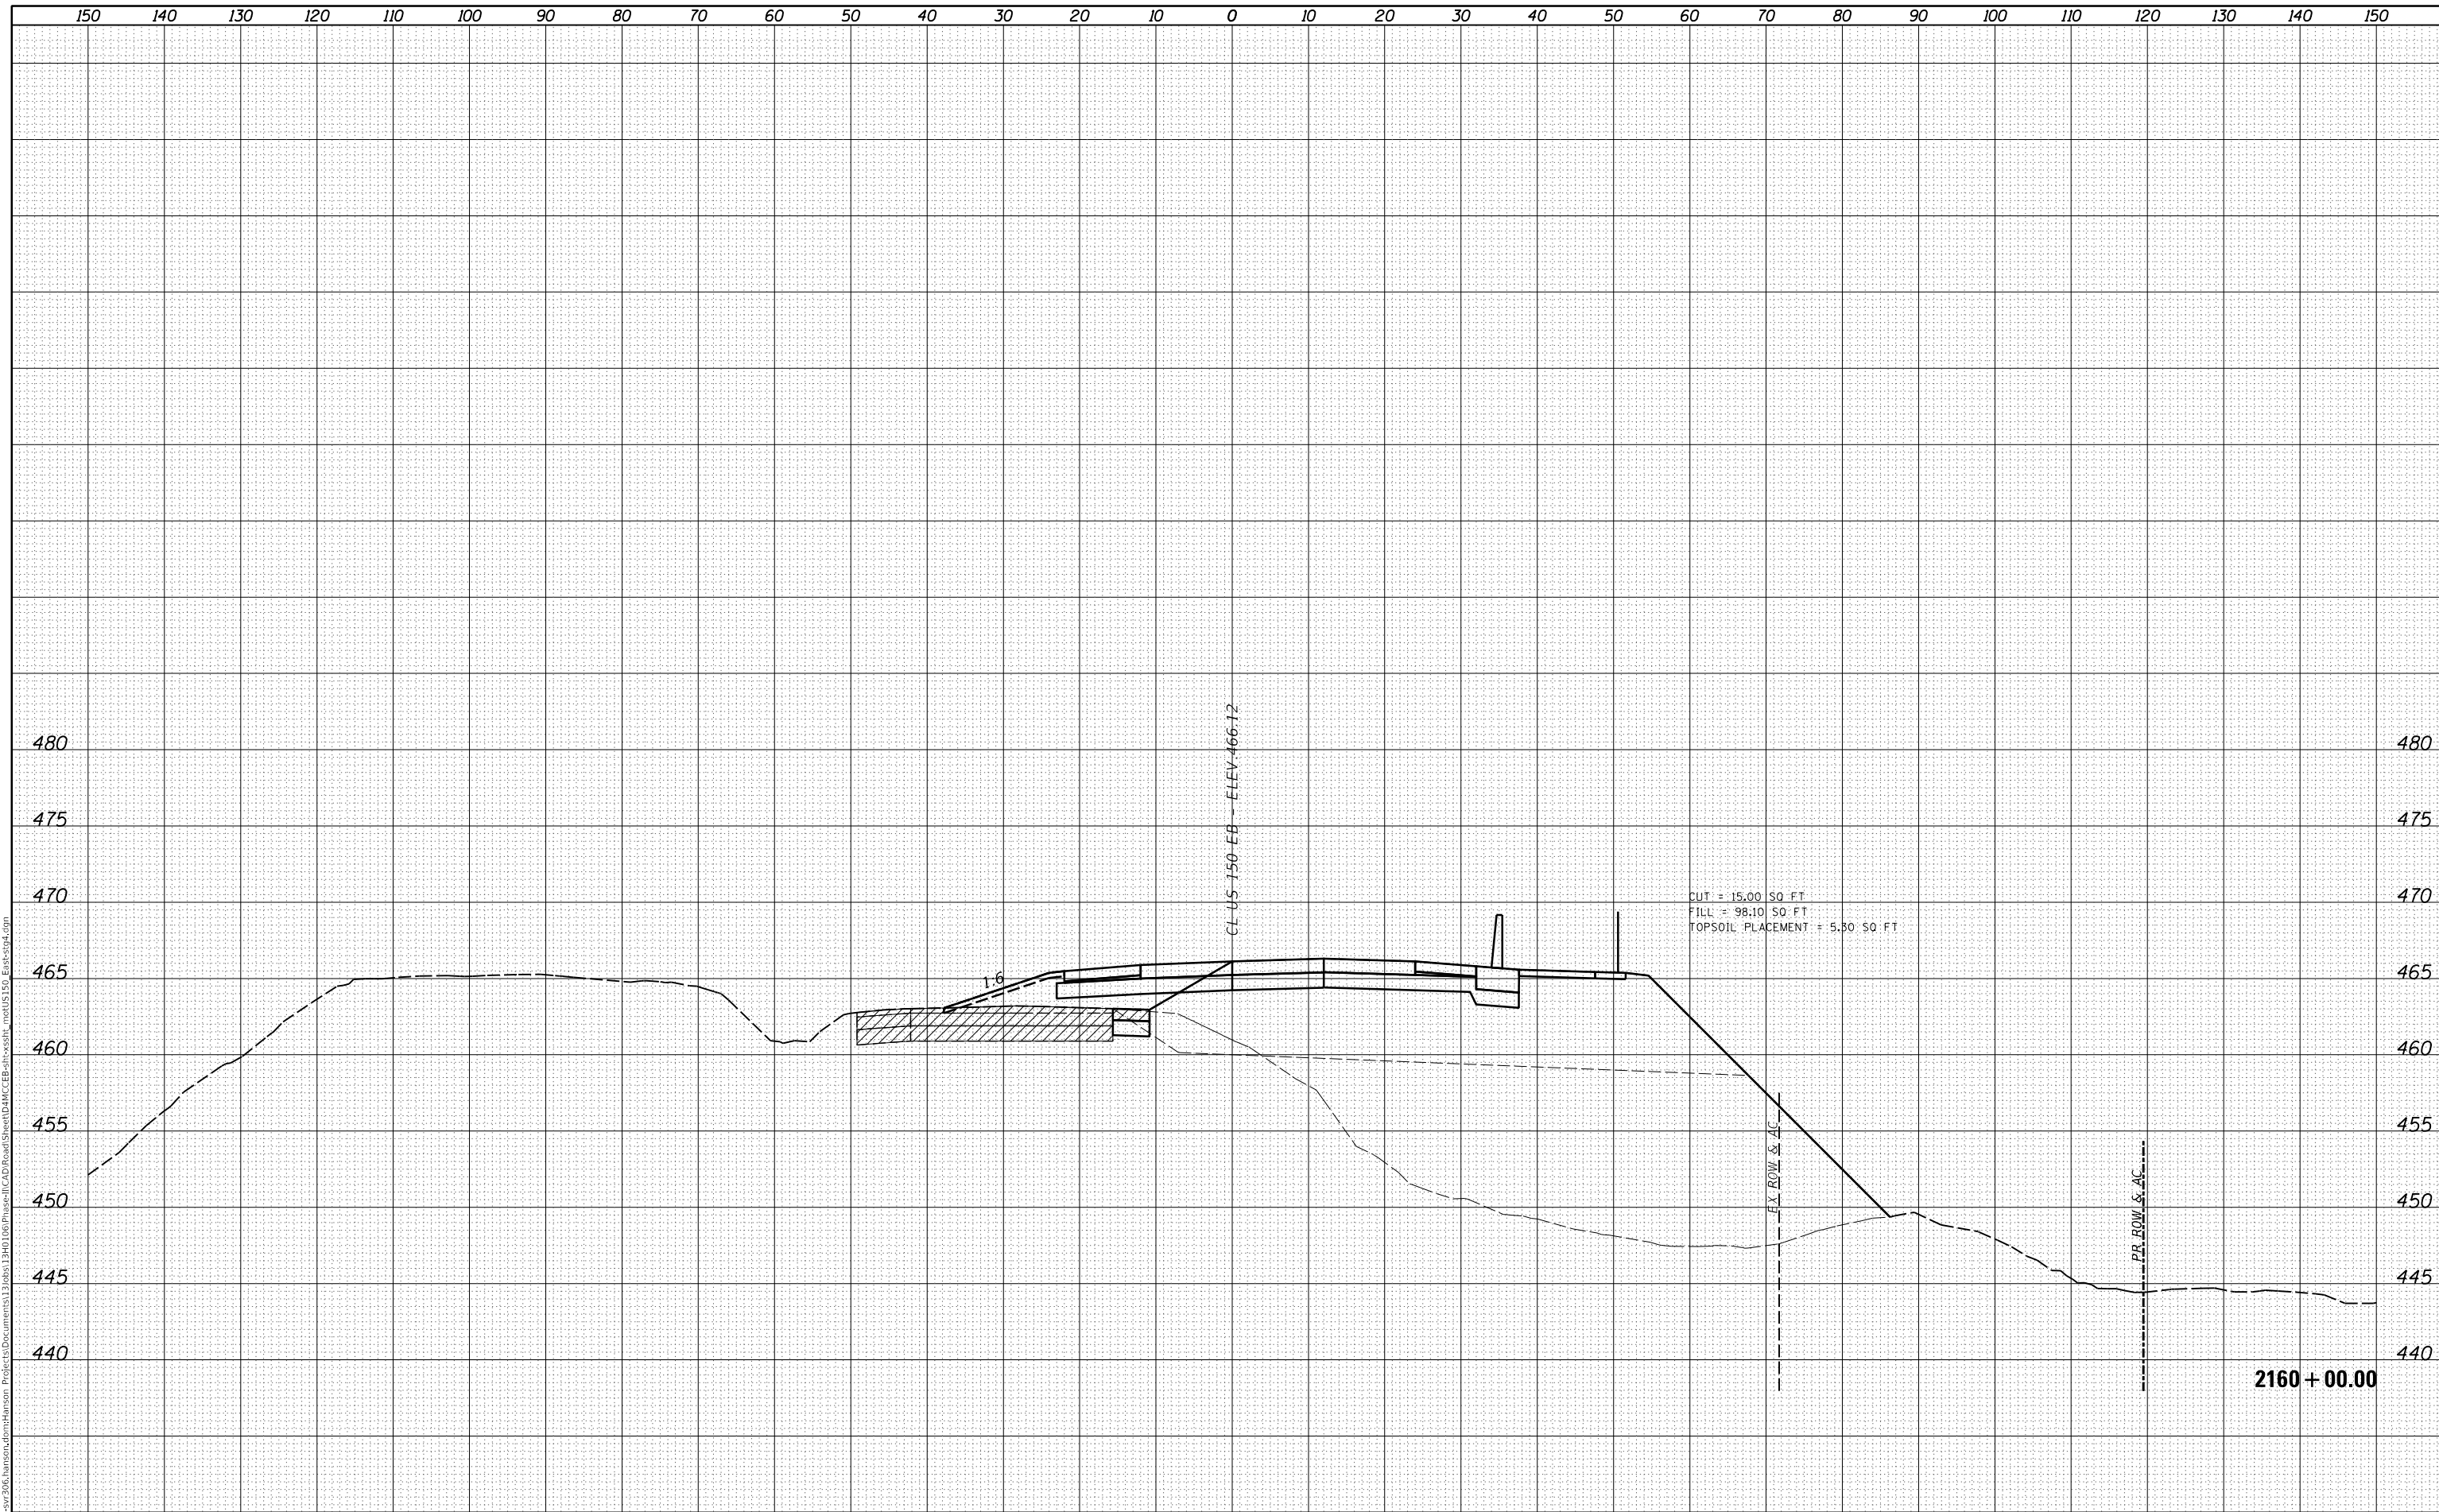 150 140 130 120 110 100 90 80 70 60 50 40 30 20 10 0 10 20 30 40 50 60 70 80 90 100 110 120 130 140 150
CL US 150 EB - ELEV.466.12
480 480
475 475
470 470
CUT = 15.00 SQ FT
FILL = 98.10 SQ FT
TOPSOIL PLACEMENT = 5.30 SQ FT
465 465
1:6
460 460
455 455
EX ROW & AC
450 450
PR ROW & AC
445 445
440 440
2160+00.00